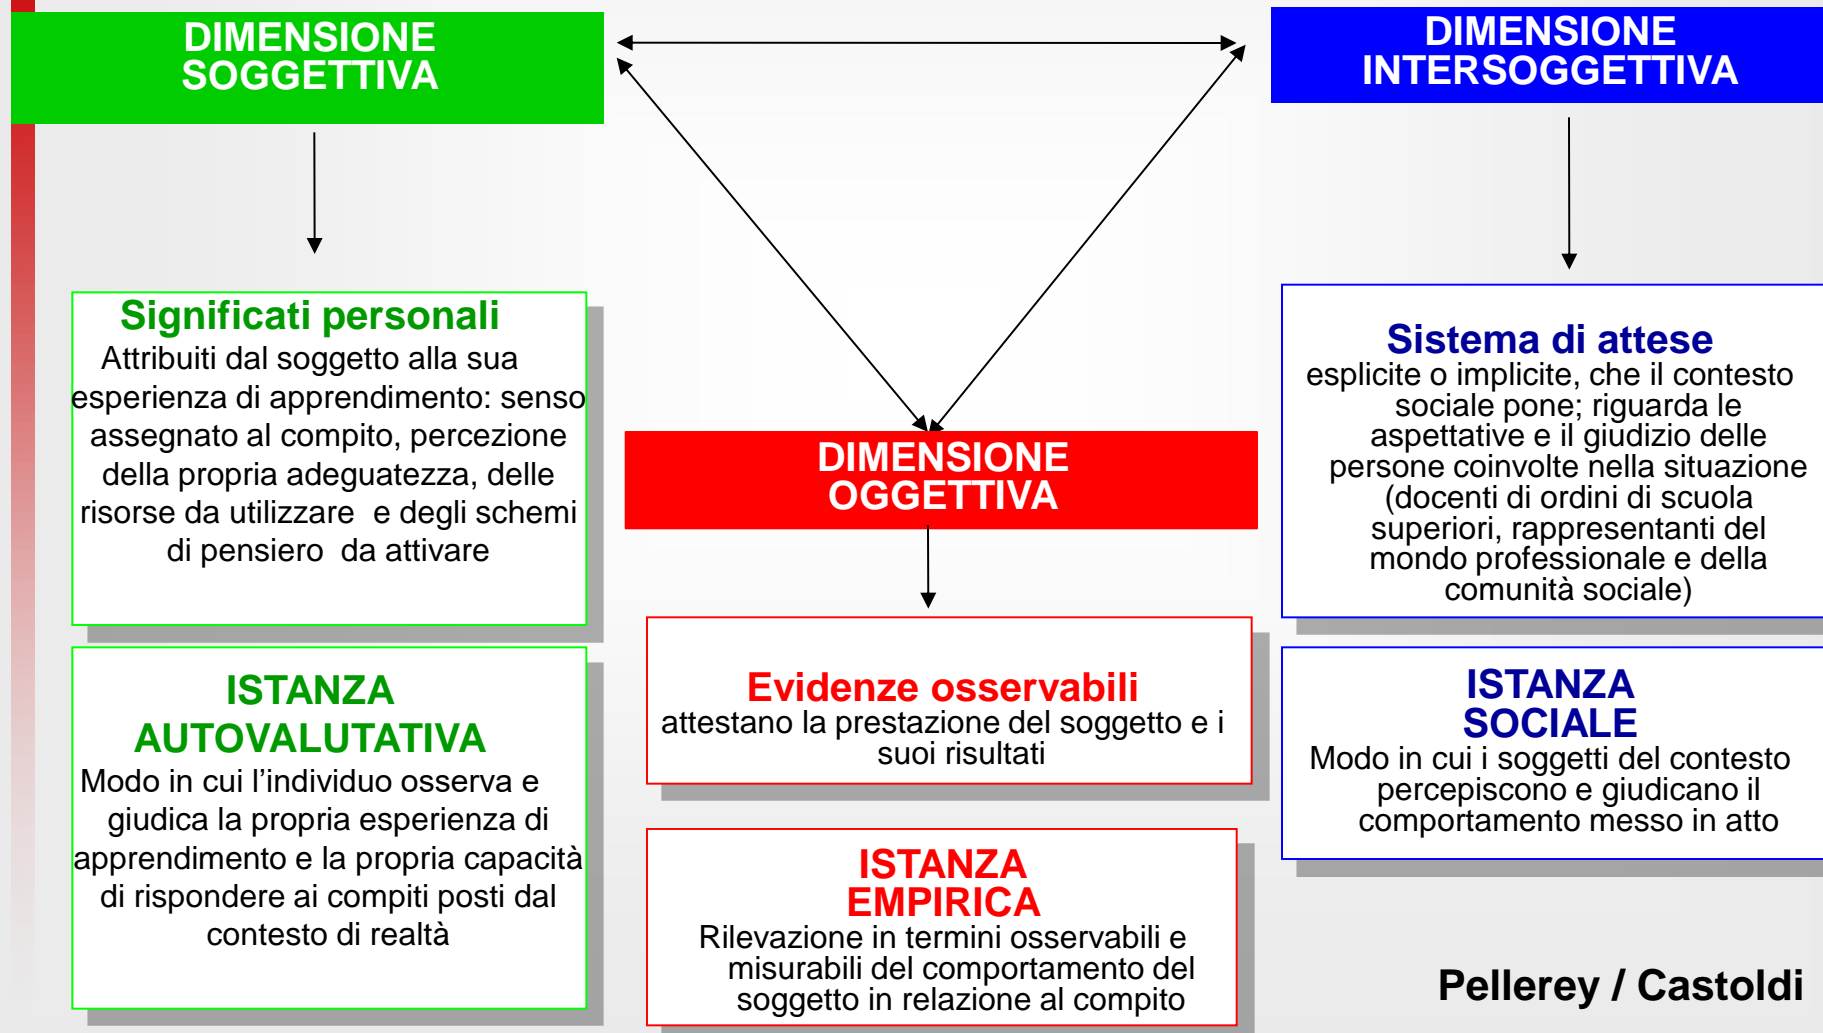 DIMENSIONE
SOGGETTIVA
DIMENSIONE
INTERSOGGETTIVA
Significati personali
Attribuiti dal soggetto alla sua
esperienza di apprendimento: senso
assegnato al compito, percezione
della propria adeguatezza, delle
risorse da utilizzare e degli schemi
di pensiero da attivare
ISTANZA
AUTOVALUTATIVA
Modo in cui l’individuo osserva e
giudica la propria esperienza di
apprendimento e la propria capacità
di rispondere ai compiti posti dal
contesto di realtà
DIMENSIONE
OGGETTIVA
Evidenze osservabili
attestano la prestazione del soggetto e i
suoi risultati
ISTANZA
EMPIRICA
Rilevazione in termini osservabili e
misurabili del comportamento del
soggetto in relazione al compito
Sistema di attese
esplicite o implicite, che il contesto
sociale pone; riguarda le
aspettative e il giudizio delle
persone coinvolte nella situazione
(docenti di ordini di scuola
superiori, rappresentanti del
mondo professionale e della
comunità sociale)
ISTANZA
SOCIALE
Modo in cui i soggetti del contesto
percepiscono e giudicano il
comportamento messo in atto
Pellerey / Castoldi